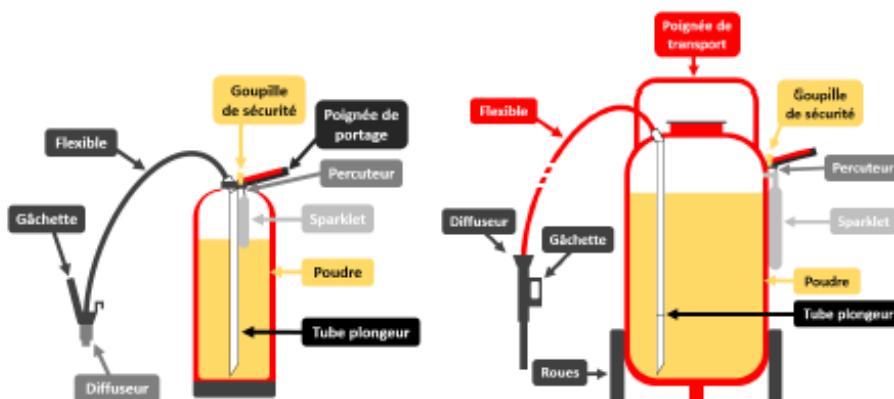 Goupille
de sécurité
Poignée de
portage
Flexible
Percuteur
Gâchette
Sparklet
Poudre
Tube plongeur
Diffuseur
Poignée de
transport
Flexible
Goupille
de sécurité
Percuteur
Diffuseur
Sparklet
Gâchette
Poudre
Tube plongeur
Roues